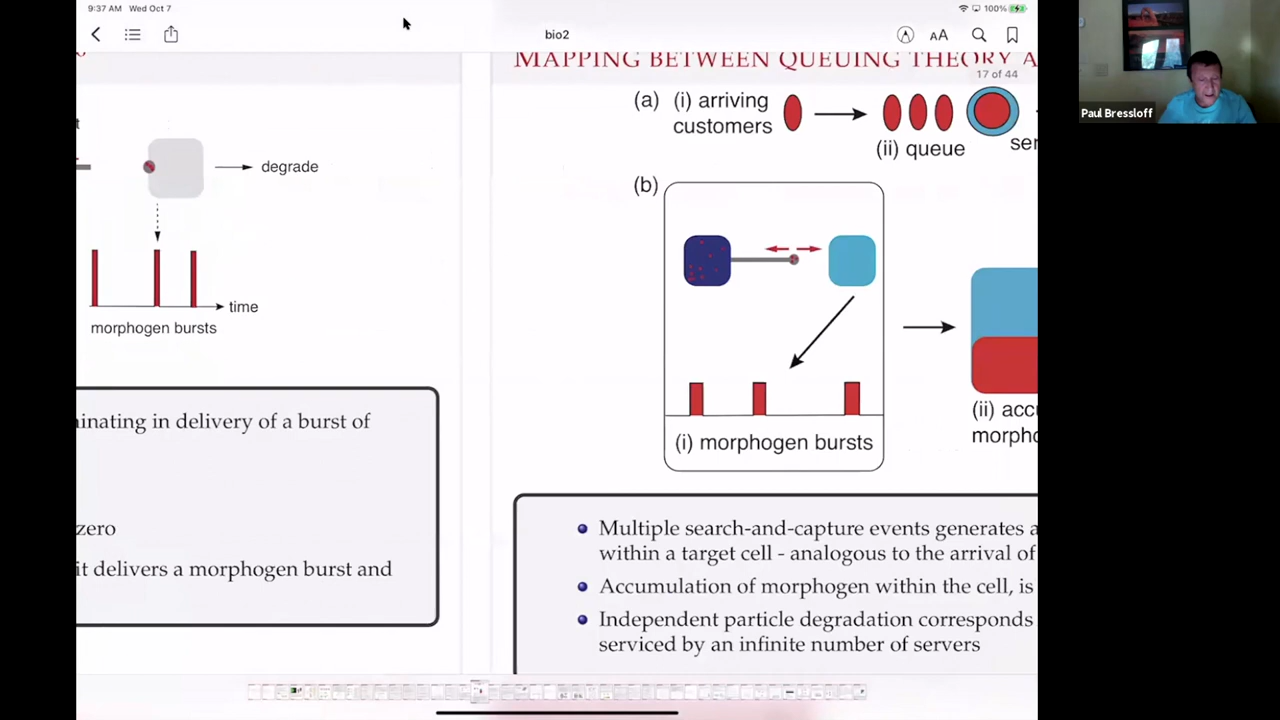 9:37 AM Wed Oct 7
100%
bio2
AA
17 of 44
degrade
time
morphogen bursts
inating in delivery of a burst of
zero
it delivers a morphogen burst and
MAPPING BETWEEN QUEUING THEORY A
(a) (i) arriving
customers
(ii) queue
ser
(b)
(i) morphogen bursts
(ii) acc
morph
Multiple search-and-capture events generates a
within a target cell - analogous to the arrival of
Accumulation of morphogen within the cell, is
Independent particle degradation corresponds
serviced by an infinite number of servers
Paul Bressloff